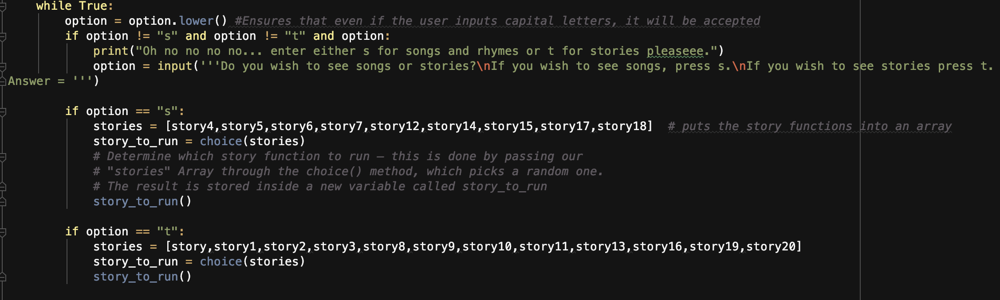 while True:
option = option.lower() #Ensures that even if the user inputs capital letters, it will be accepted
if option != "s" and option != "t" and option:
print("Oh no no no no... enter either s for songs and rhymes or t for stories pleaseee.")
option = input('''Do you wish to see songs or stories?\nIf you wish to see songs, press s.\nIf you wish to see stories press t.
Answer = ''')
if option == "s":
stories = [story4,story5,story6,story7,story12,story14,story15,story17,story18]  # puts the story functions into an array
story_to_run = choice(stories)
# Determine which story function to run – this is done by passing our
# "stories" Array through the choice() method, which picks a random one.
# The result is stored inside a new variable called story_to_run
story_to_run()
if option == "t":
stories = [story,story1,story2,story3,story8,story9,story10,story11,story13,story16,story19,story20]
story_to_run = choice(stories)
story_to_run()